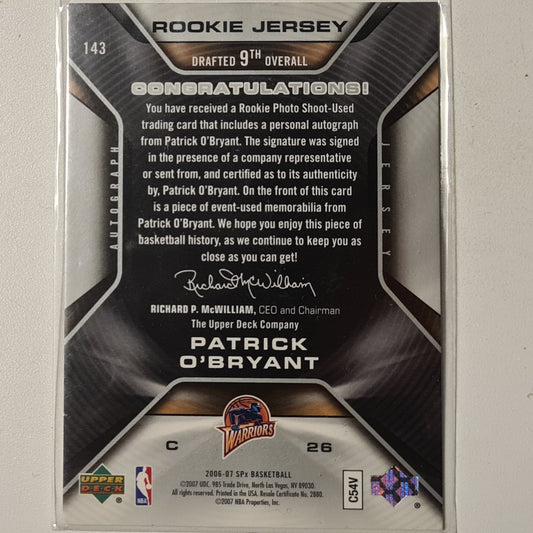 ROOKIE JERSEY
143
DRAFTED 9TH OVERALL
CONGRATULATIONS!
You have received a Rookie Photo Shoot-Used
trading card that includes a personal autograph
from Patrick O'Bryant. The signature was signed
in the presence of a company representative
or sent from, and certified as to its authenticity
by, Patrick O'Bryant. On the front of this card
is a piece of event-used memorabilia from
Patrick O'Bryant. We hope you enjoy this piece of
basketball history, as we continue to keep you as
close as you can get!
AUTOGRAPH
JERSEY
Richard McWilliam
RICHARD P. McWILLIAM, CEO and Chairman
The Upper Deck Company
PATRICK
O'BRYANT
C
WARRIORS
26
2006-07 SPx BASKETBALL
©2007 UDC. 985 Trade Drive, North Las Vegas, NV 89030.
All rights reserved. Printed in the USA. Resale Certificate No. 2880.
©2007 NBA Properties, Inc.
UPPER
DECK
®
NBA
®
C54V
®